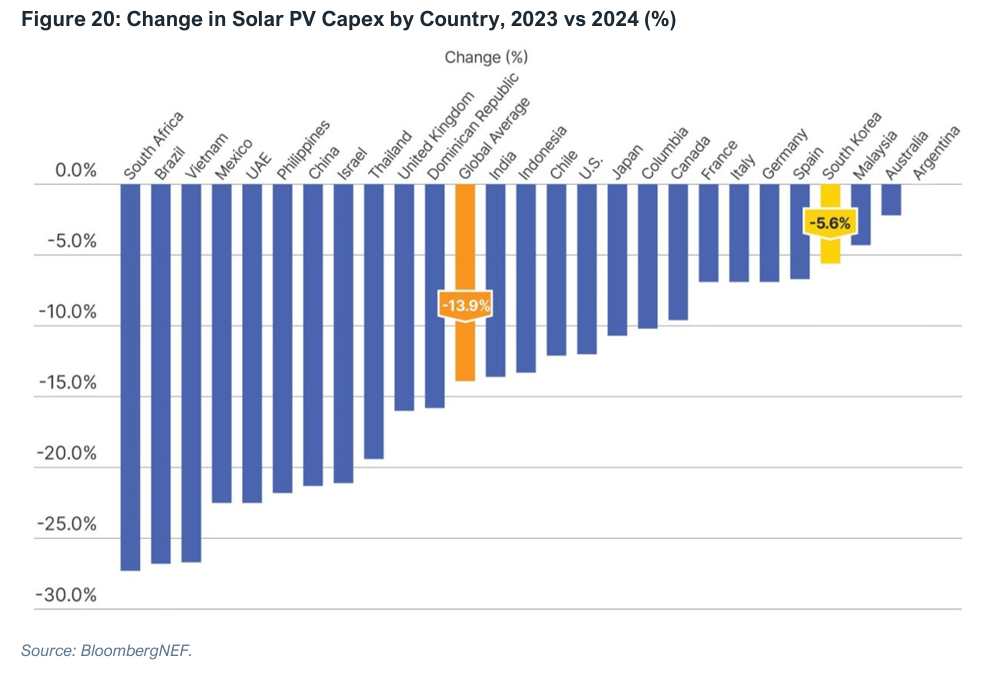 Figure 20: Change in Solar PV Capex by Country, 2023 vs 2024 (%)
Change (%)
South Africa
Brazil
Vietnam
Mexico
UAE
Philippines
China
Israel
Thailand
United Kingdom
Dominican Republic
Global Average
India
Indonesia
Chile
U.S.
Japan
Columbia
Canada
France
Italy
Germany
Spain
South Korea
Malaysia
Australia
Argentina
0.0%
-5.0%
-10.0%
-15.0%
-20.0%
-25.0%
-30.0%
-13.9%
-5.6%
Source: BloombergNEF.